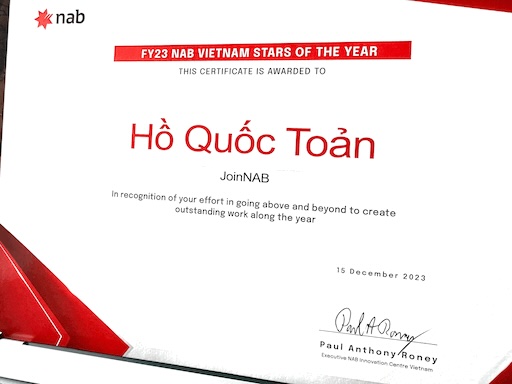 nab
FY23 NAB VIETNAM STARS OF THE YEAR
THIS CERTIFICATE IS AWARDED TO
Hồ Quốc Toản
JoinNAB
In recognition of your effort in going above and beyond to create
outstanding work along the year
15 December 2023
Paul A Roney
Paul Anthony Roney
Executive NAB Innovation Centre Vietnam